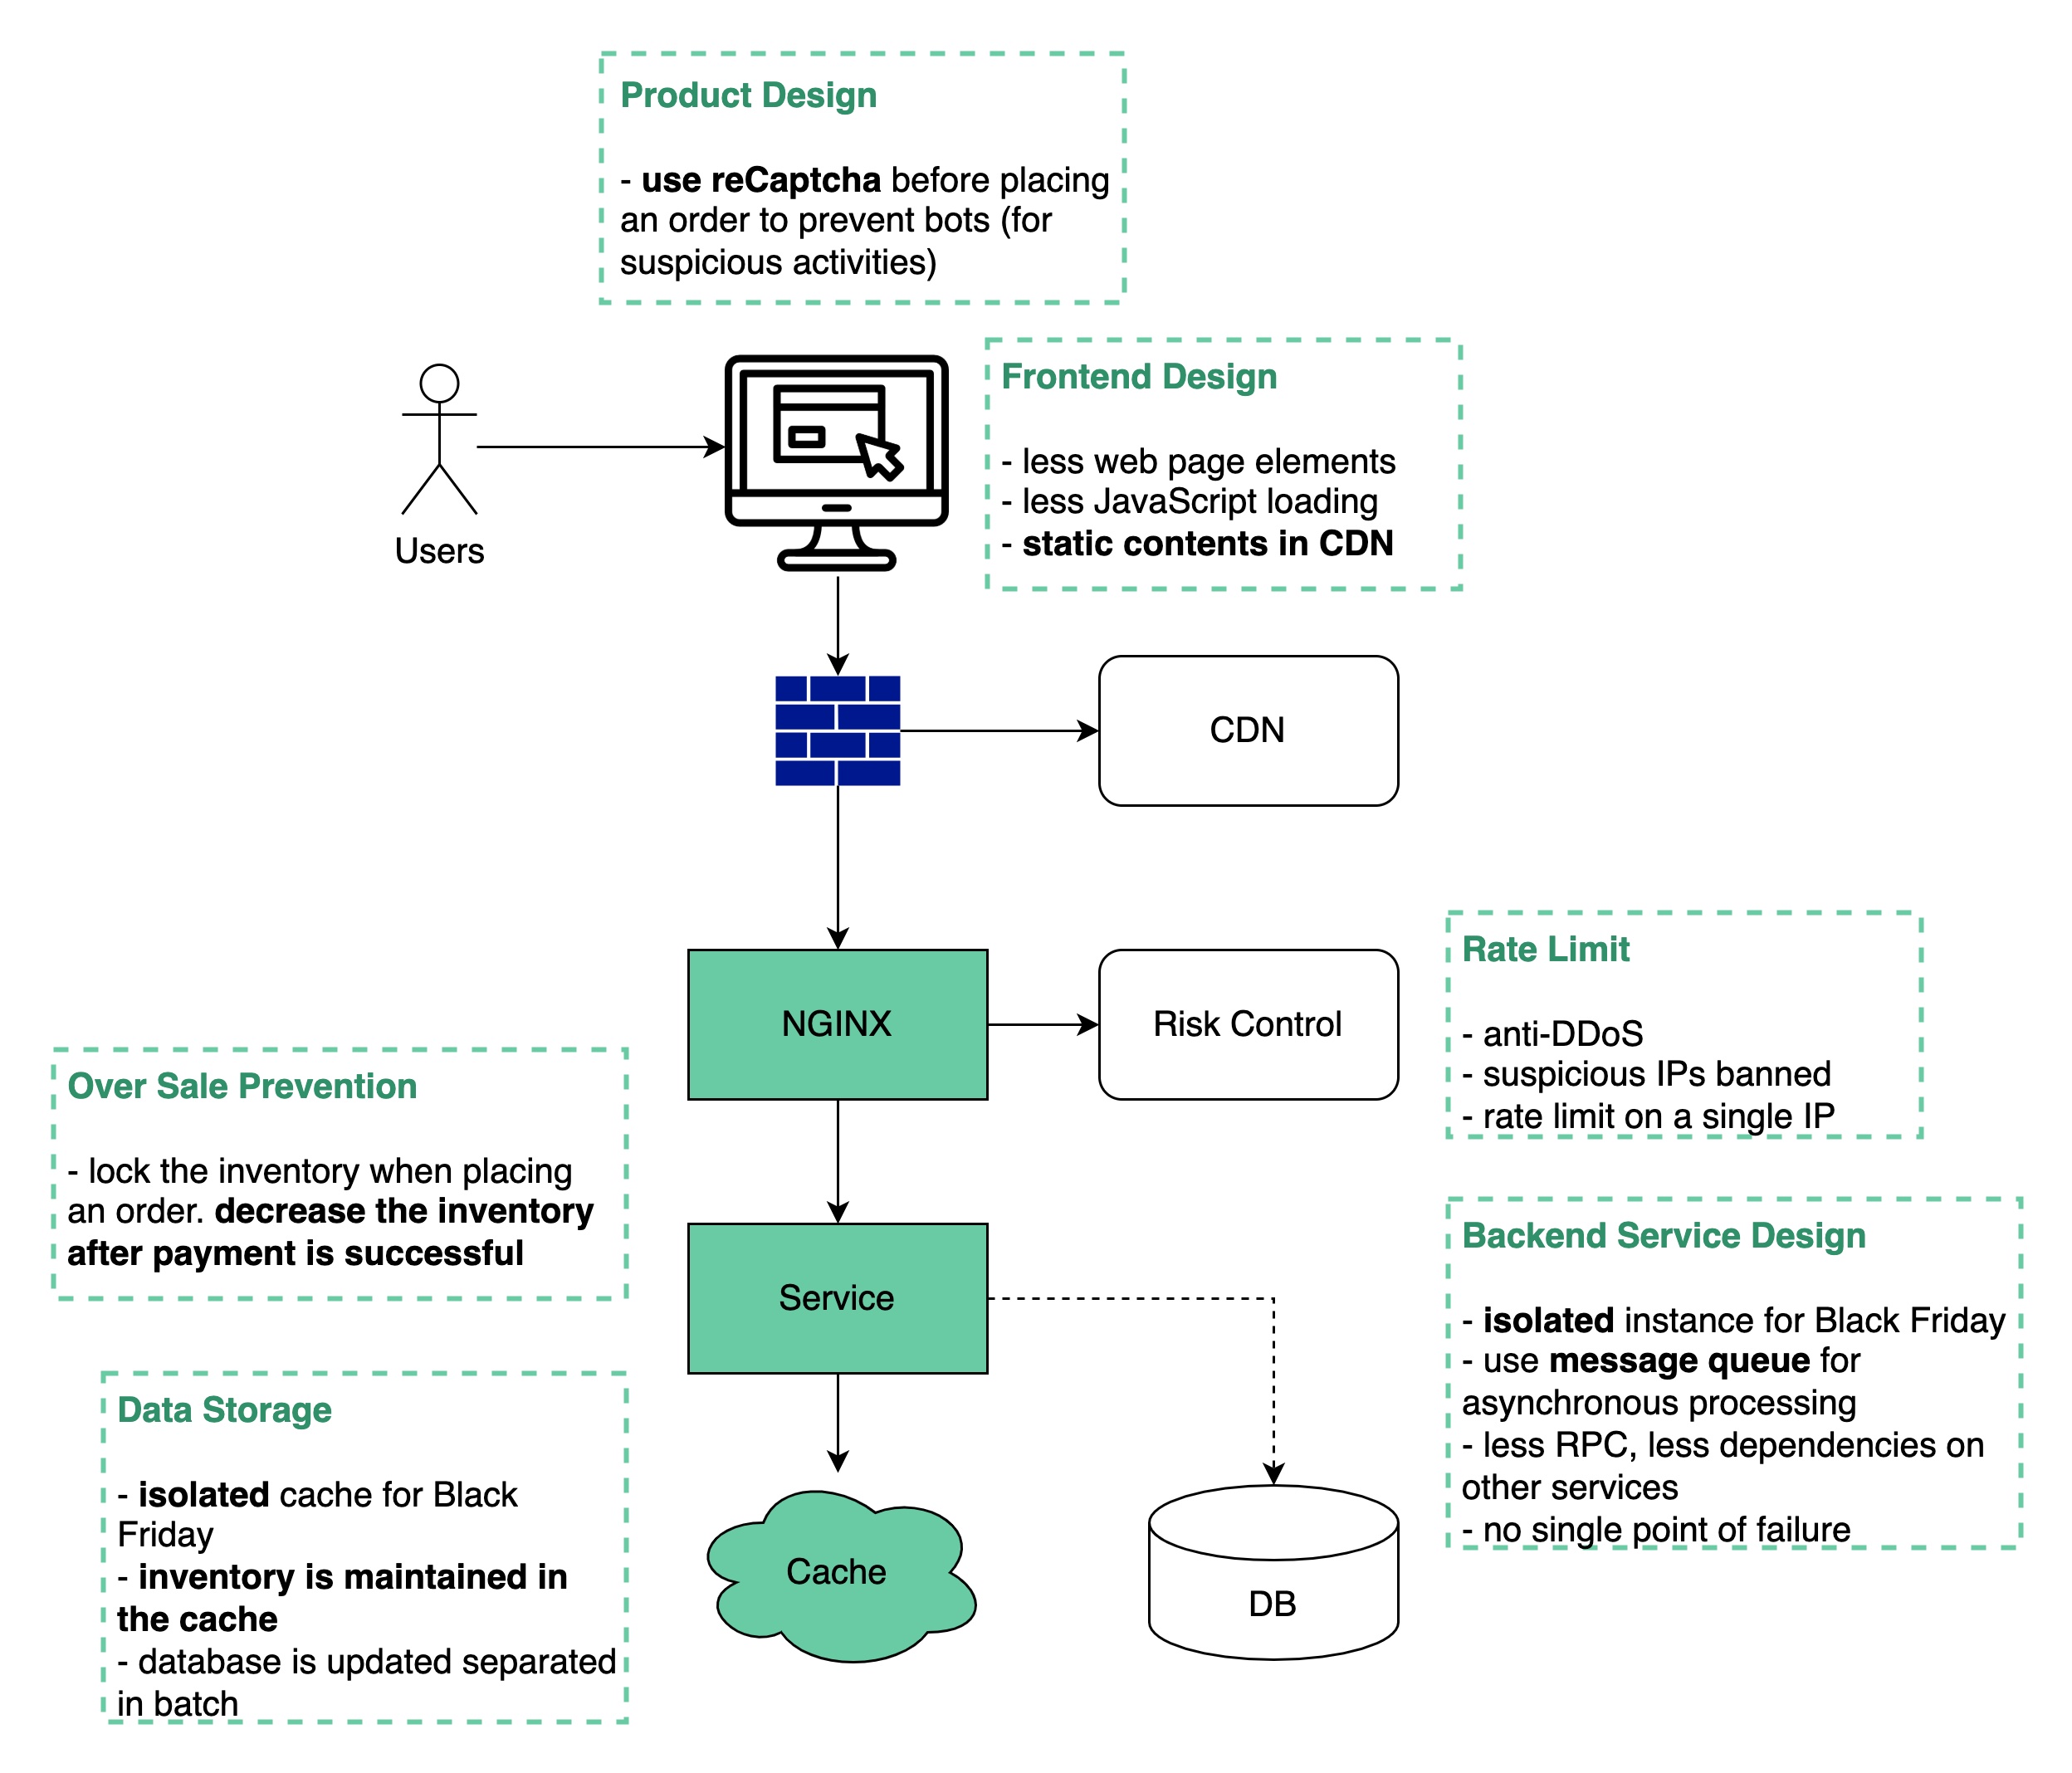 Product Design
- use reCaptcha before placing
an order to prevent bots (for
suspicious activities)
Frontend Design
- less web page elements
- less JavaScript loading
- static contents in CDN
Users
CDN
NGINX
Risk Control
Rate Limit
- anti-DDoS
- suspicious IPs banned
- rate limit on a single IP
Over Sale Prevention
- lock the inventory when placing
an order. decrease the inventory
after payment is successful
Service
Backend Service Design
- isolated instance for Black Friday
- use message queue for
asynchronous processing
- less RPC, less dependencies on
other services
- no single point of failure
Data Storage
- isolated cache for Black
Friday
- inventory is maintained in
the cache
- database is updated separated
in batch
Cache
DB